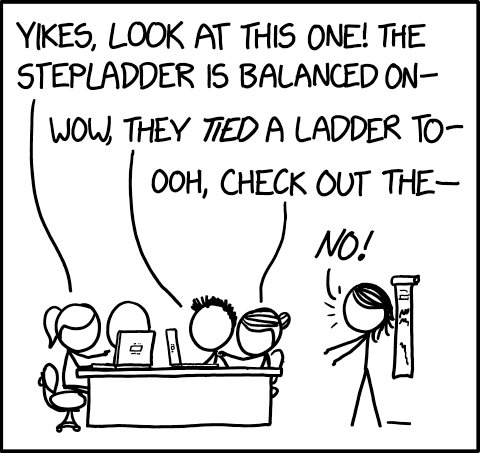 YIKES, LOOK AT THIS ONE! THE
STEPLADDER IS BALANCED ON—
WOW, THEY TIED A LADDER TO—
OOH, CHECK OUT THE—
NO!